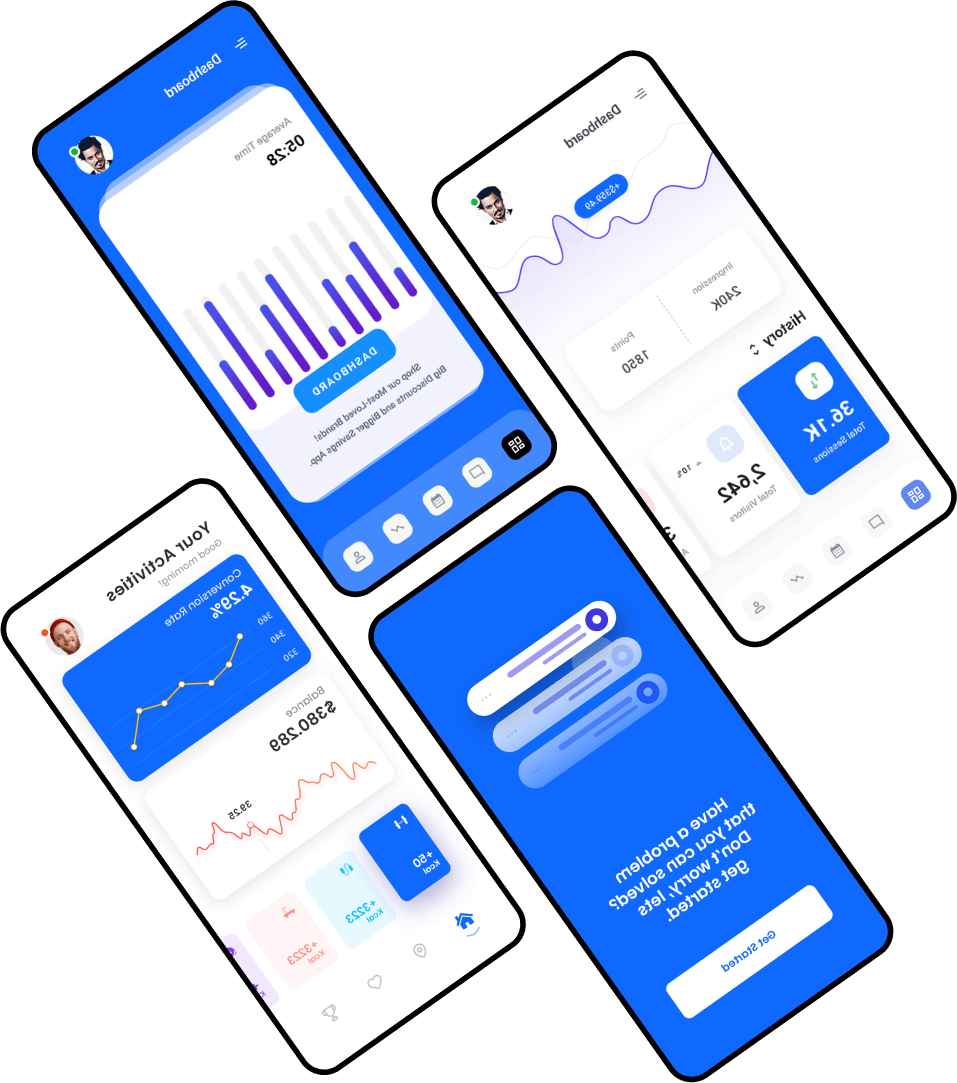 Dashboard
Average Time
05:28
DASHBOARD
Shop our Most-Loved Brands!
Big Discounts and Bigger Savings App.
Dashboard
+$359.49
Impression
240K
Points
1850
History
36.1K
Total Sessions
10%
2,642
Total Visitors
Your Activities
Good morning!
Conversion Rate
4.29%
360
340
320
Balance
$380.289
39.25
+50
Kcal
+3223
Kcal
+3223
Kcal
Have a problem
that you can solved?
Don't worry, lets
get started.
Get Started